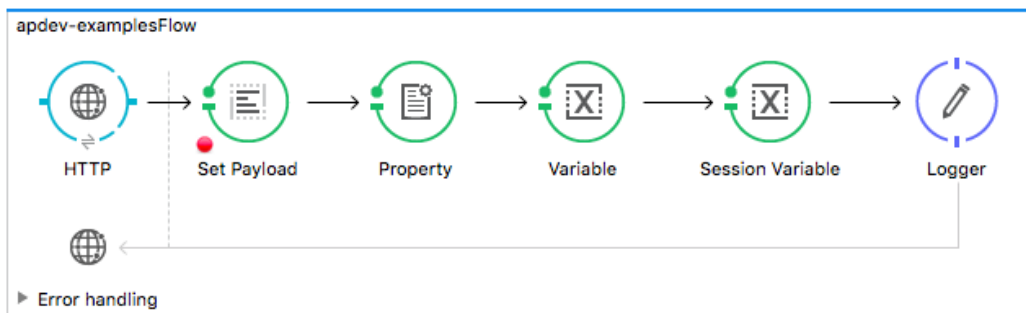 apdev-examplesFlow
HTTP
Set Payload
Property
Variable
Session Variable
Logger
Error handling